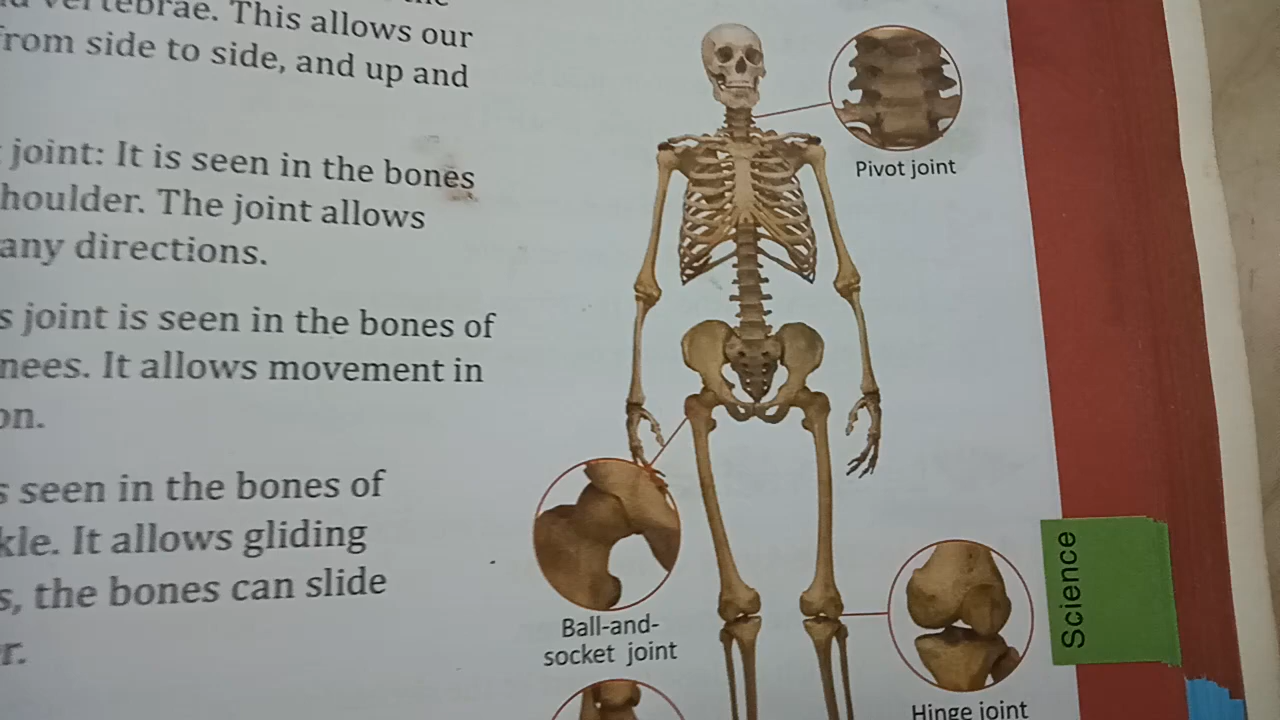 vertebrae. This allows our
from side to side, and up and
joint: It is seen in the bones
houlder. The joint allows
any directions.
s joint is seen in the bones of
nees. It allows movement in
on.
s seen in the bones of
kle. It allows gliding
s, the bones can slide
r.
Pivot joint
Ball-and-
socket joint
Hinge joint
Science